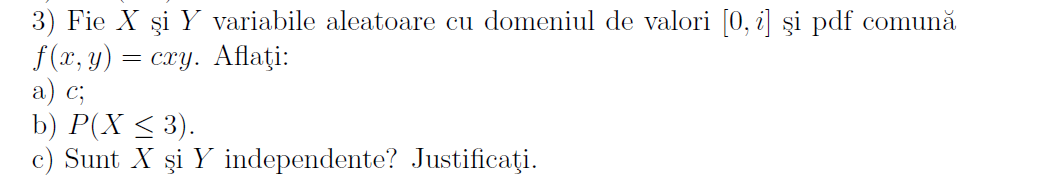 3) Fie X şi Y variabile aleatoare cu domeniul de valori [0, i] şi pdf comună
f(x, y) = cxy. Aflaţi:
a) c;
b) P(X ≤ 3).
c) Sunt X şi Y independente? Justificaţi.